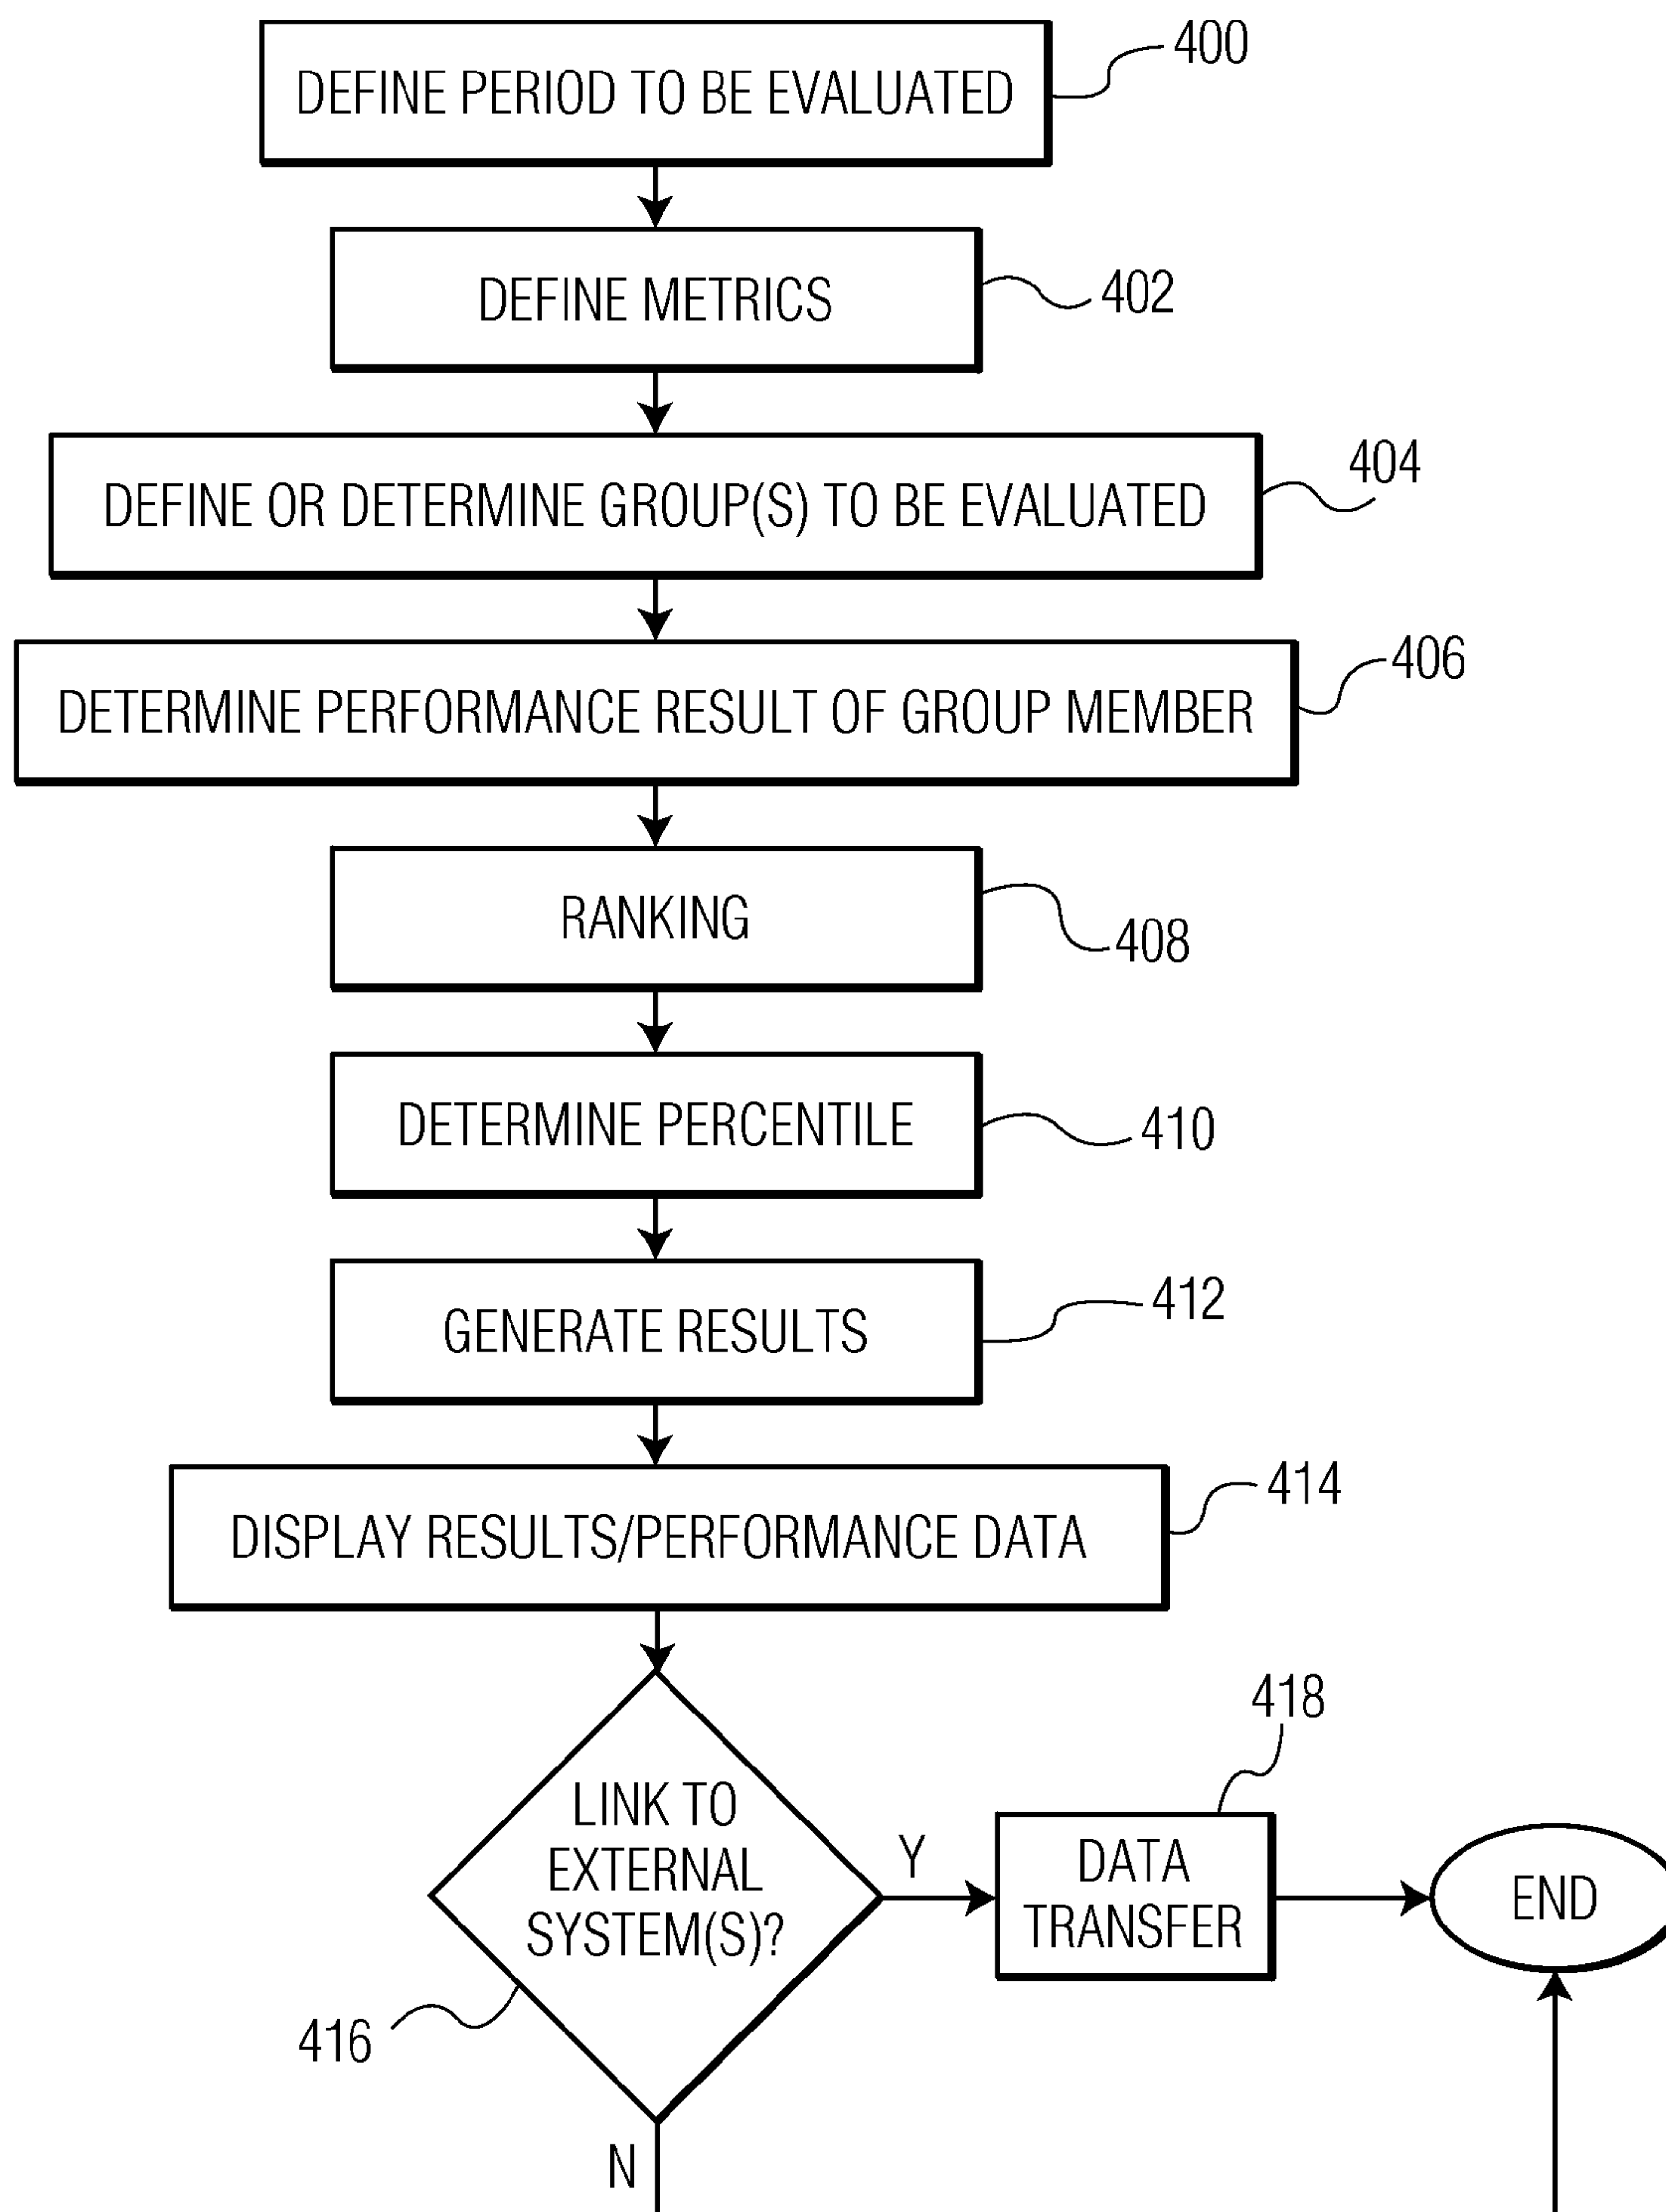 DEFINE PERIOD TO BE EVALUATED
400
DEFINE METRICS
402
DEFINE OR DETERMINE GROUP(S) TO BE EVALUATED
404
DETERMINE PERFORMANCE RESULT OF GROUP MEMBER
406
RANKING
408
DETERMINE PERCENTILE
410
GENERATE RESULTS
412
DISPLAY RESULTS/PERFORMANCE DATA
414
LINK TO
EXTERNAL
SYSTEM(S)?
416
Y
N
DATA
TRANSFER
418
END